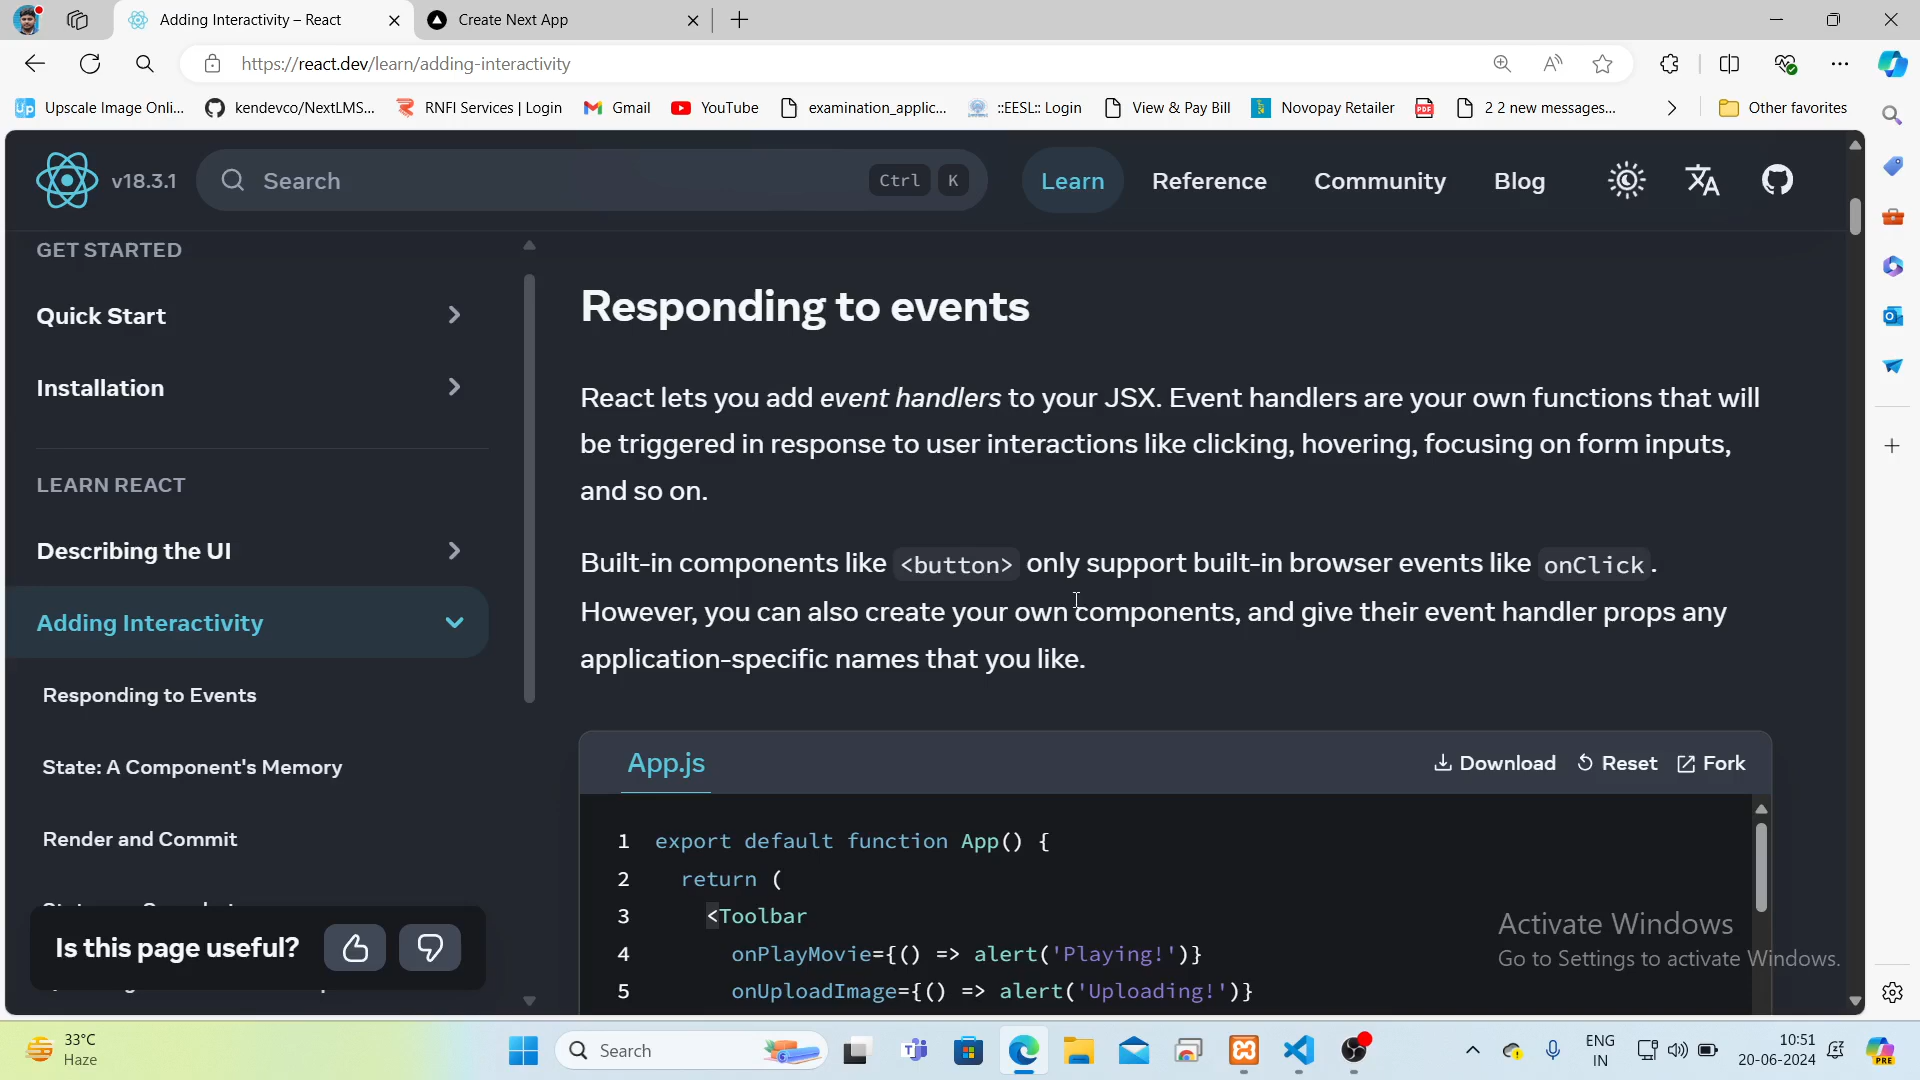 Adding Interactivity – React
Create Next App
https://react.dev/learn/adding-interactivity
Upscale Image Onli...
kendevco/NextLMS...
RNFI Services | Login
Gmail
YouTube
examination_applic...
::EESL:: Login
View & Pay Bill
Novopay Retailer
2 2 new messages...
Other favorites
v18.3.1
Search
Ctrl K
Learn
Reference
Community
Blog
GET STARTED
Quick Start
Installation
LEARN REACT
Describing the UI
Adding Interactivity
Responding to Events
State: A Component's Memory
Render and Commit
Is this page useful?
Responding to events
React lets you add event handlers to your JSX. Event handlers are your own functions that will
be triggered in response to user interactions like clicking, hovering, focusing on form inputs,
and so on.
Built-in components like <button> only support built-in browser events like onClick.
However, you can also create your own components, and give their event handler props any
application-specific names that you like.
App.js
Download
Reset
Fork
1 export default function App() {
2 return (
3 <Toolbar
4 onPlayMovie={() => alert('Playing!')}
5 onUploadImage={() => alert('Uploading!')}
Activate Windows
Go to Settings to activate Windows.
33°C
Haze
Search
ENG
IN
10:51
20-06-2024